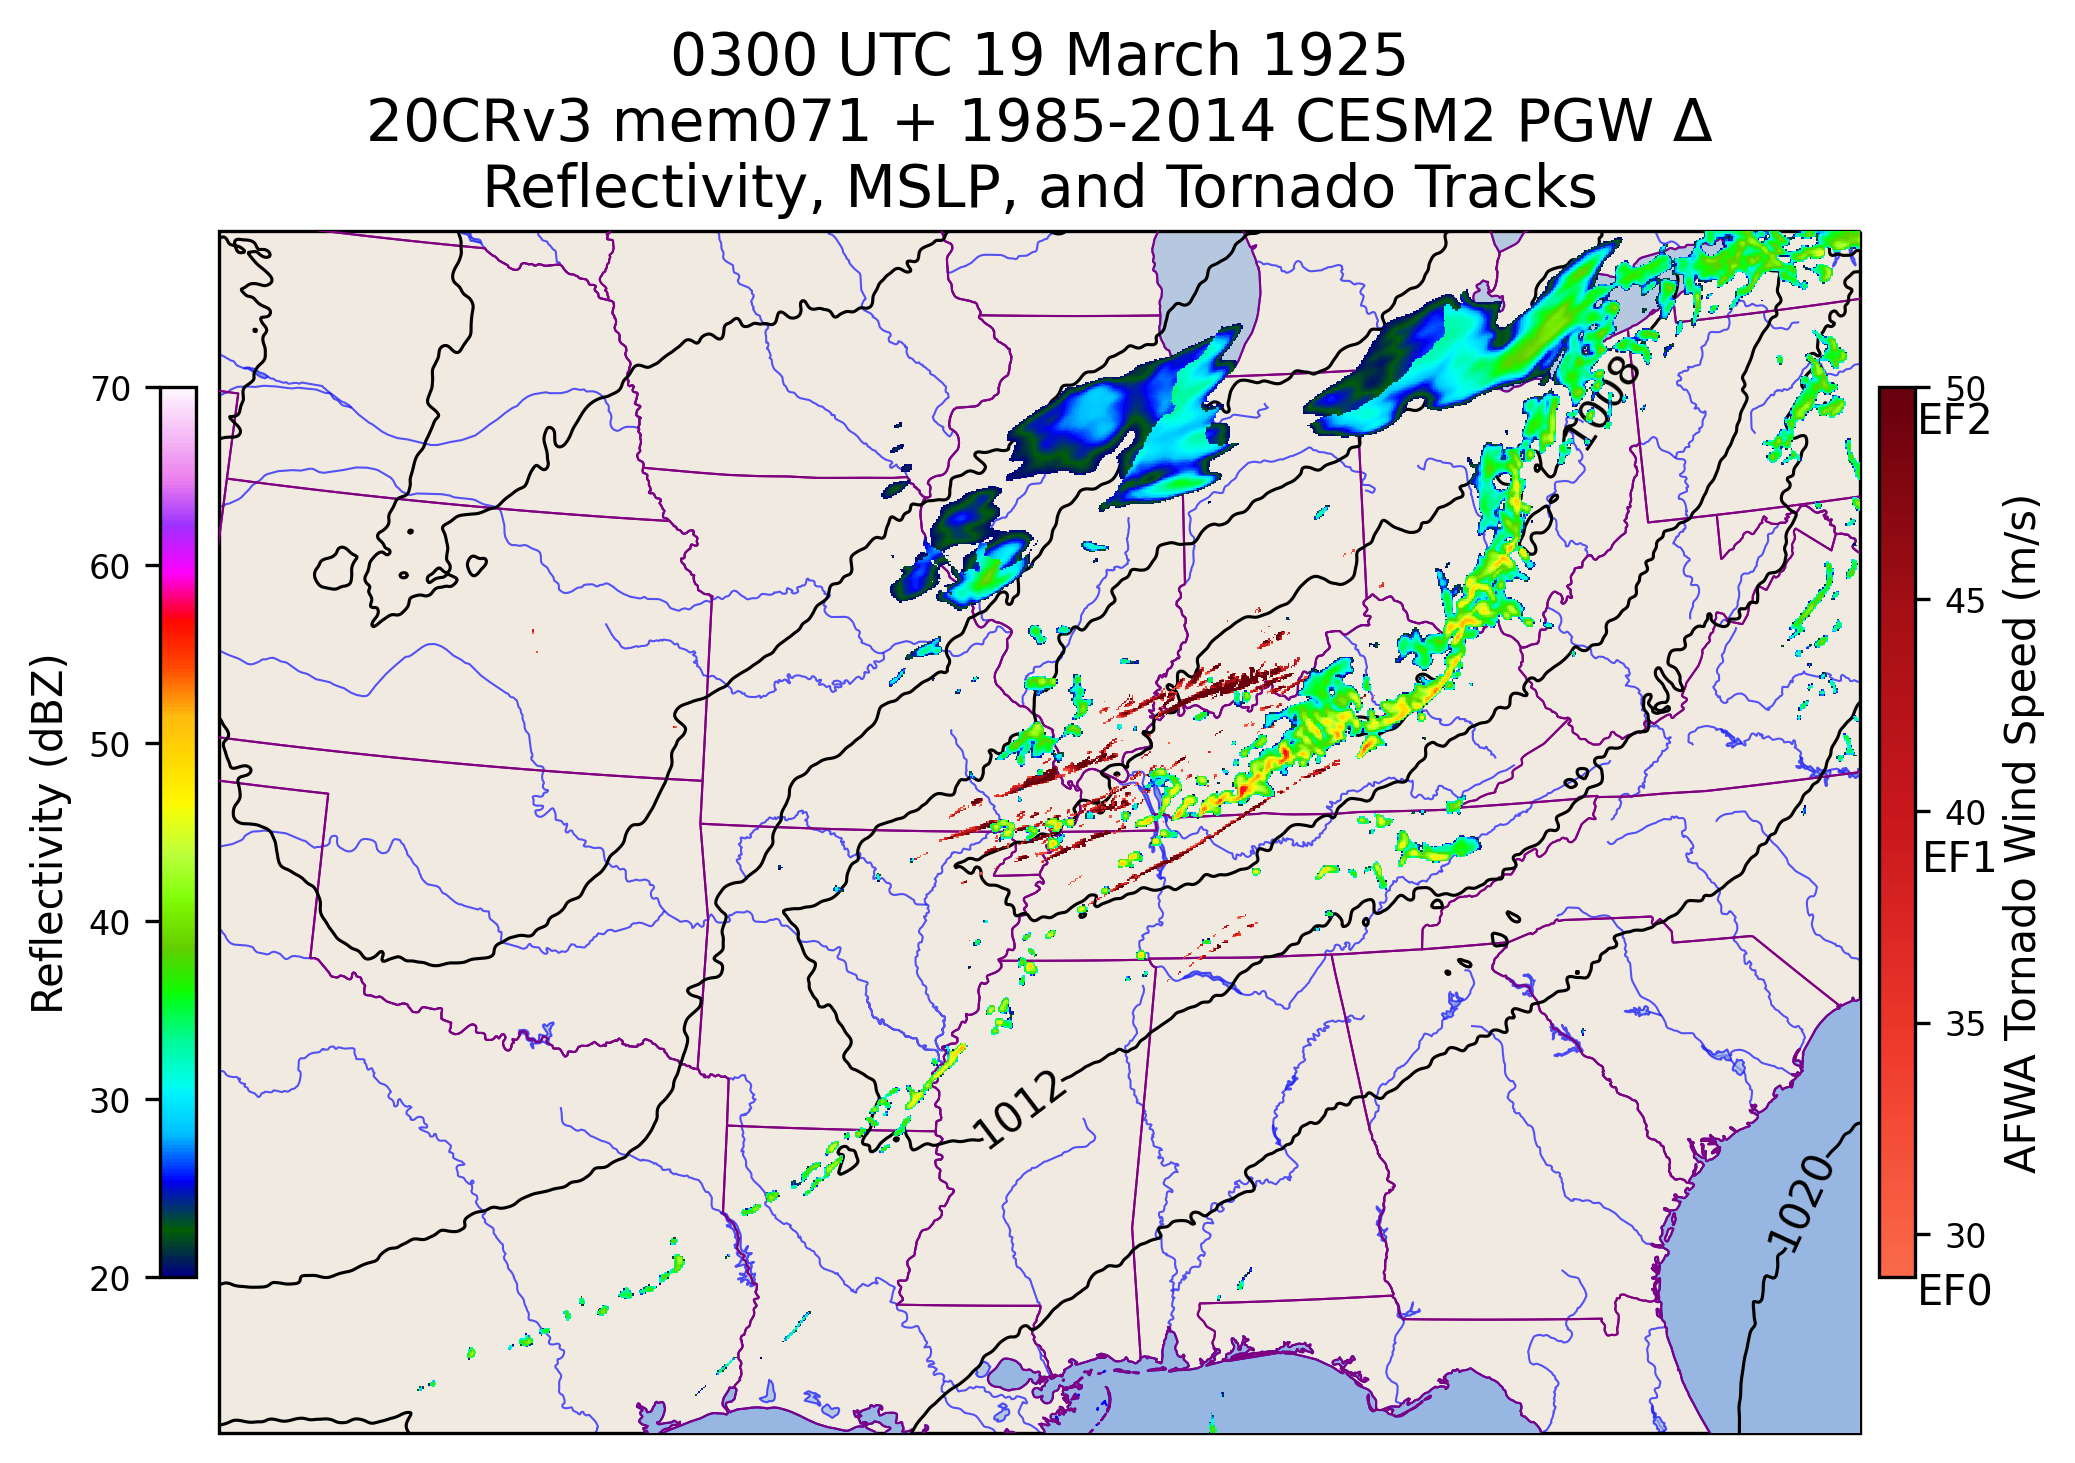 0300 UTC 19 March 1925
20CRv3 mem071 + 1985-2014 CESM2 PGW Δ
Reflectivity, MSLP, and Tornado Tracks
Reflectivity (dBZ)
70
60
50
40
30
20
1008
1012
1020
50
EF2
45
40
EF1
35
30
EF0
AFWA Tornado Wind Speed (m/s)